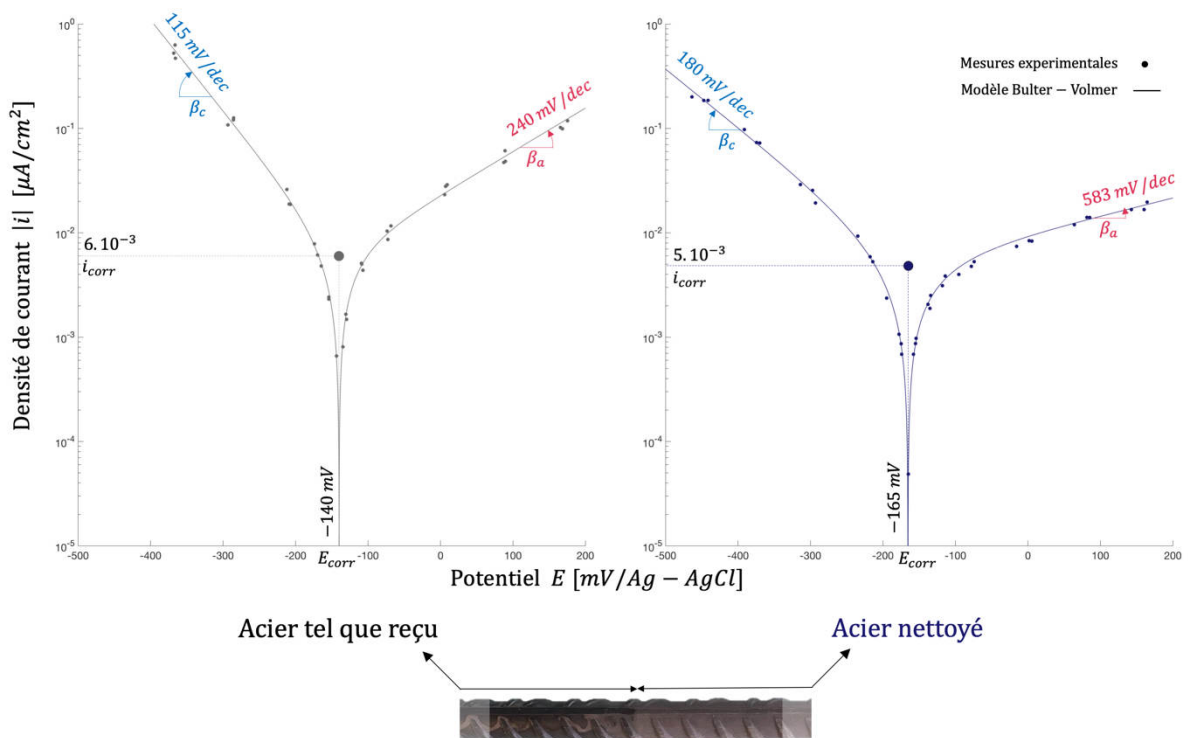 Densité de courant |i| [μA/cm²]
10⁰
10⁻¹
10⁻²
10⁻³
10⁻⁴
10⁻⁵
115 mV/dec
β_c
240 mV/dec
β_a
6.10⁻³
i_corr
−140 mV
-500 -400 -300 -200 -100 0 100 200
E_corr
10⁰
10⁻¹
10⁻²
10⁻³
10⁻⁴
10⁻⁵
180 mV/dec
β_c
Mesures experimentales
Modèle Bulter − Volmer
583 mV/dec
β_a
5.10⁻³
i_corr
−165 mV
-500 -400 -300 -200 -100 0 100 200
E_corr
Potentiel E [mV/Ag − AgCl]
Acier tel que reçu
Acier nettoyé